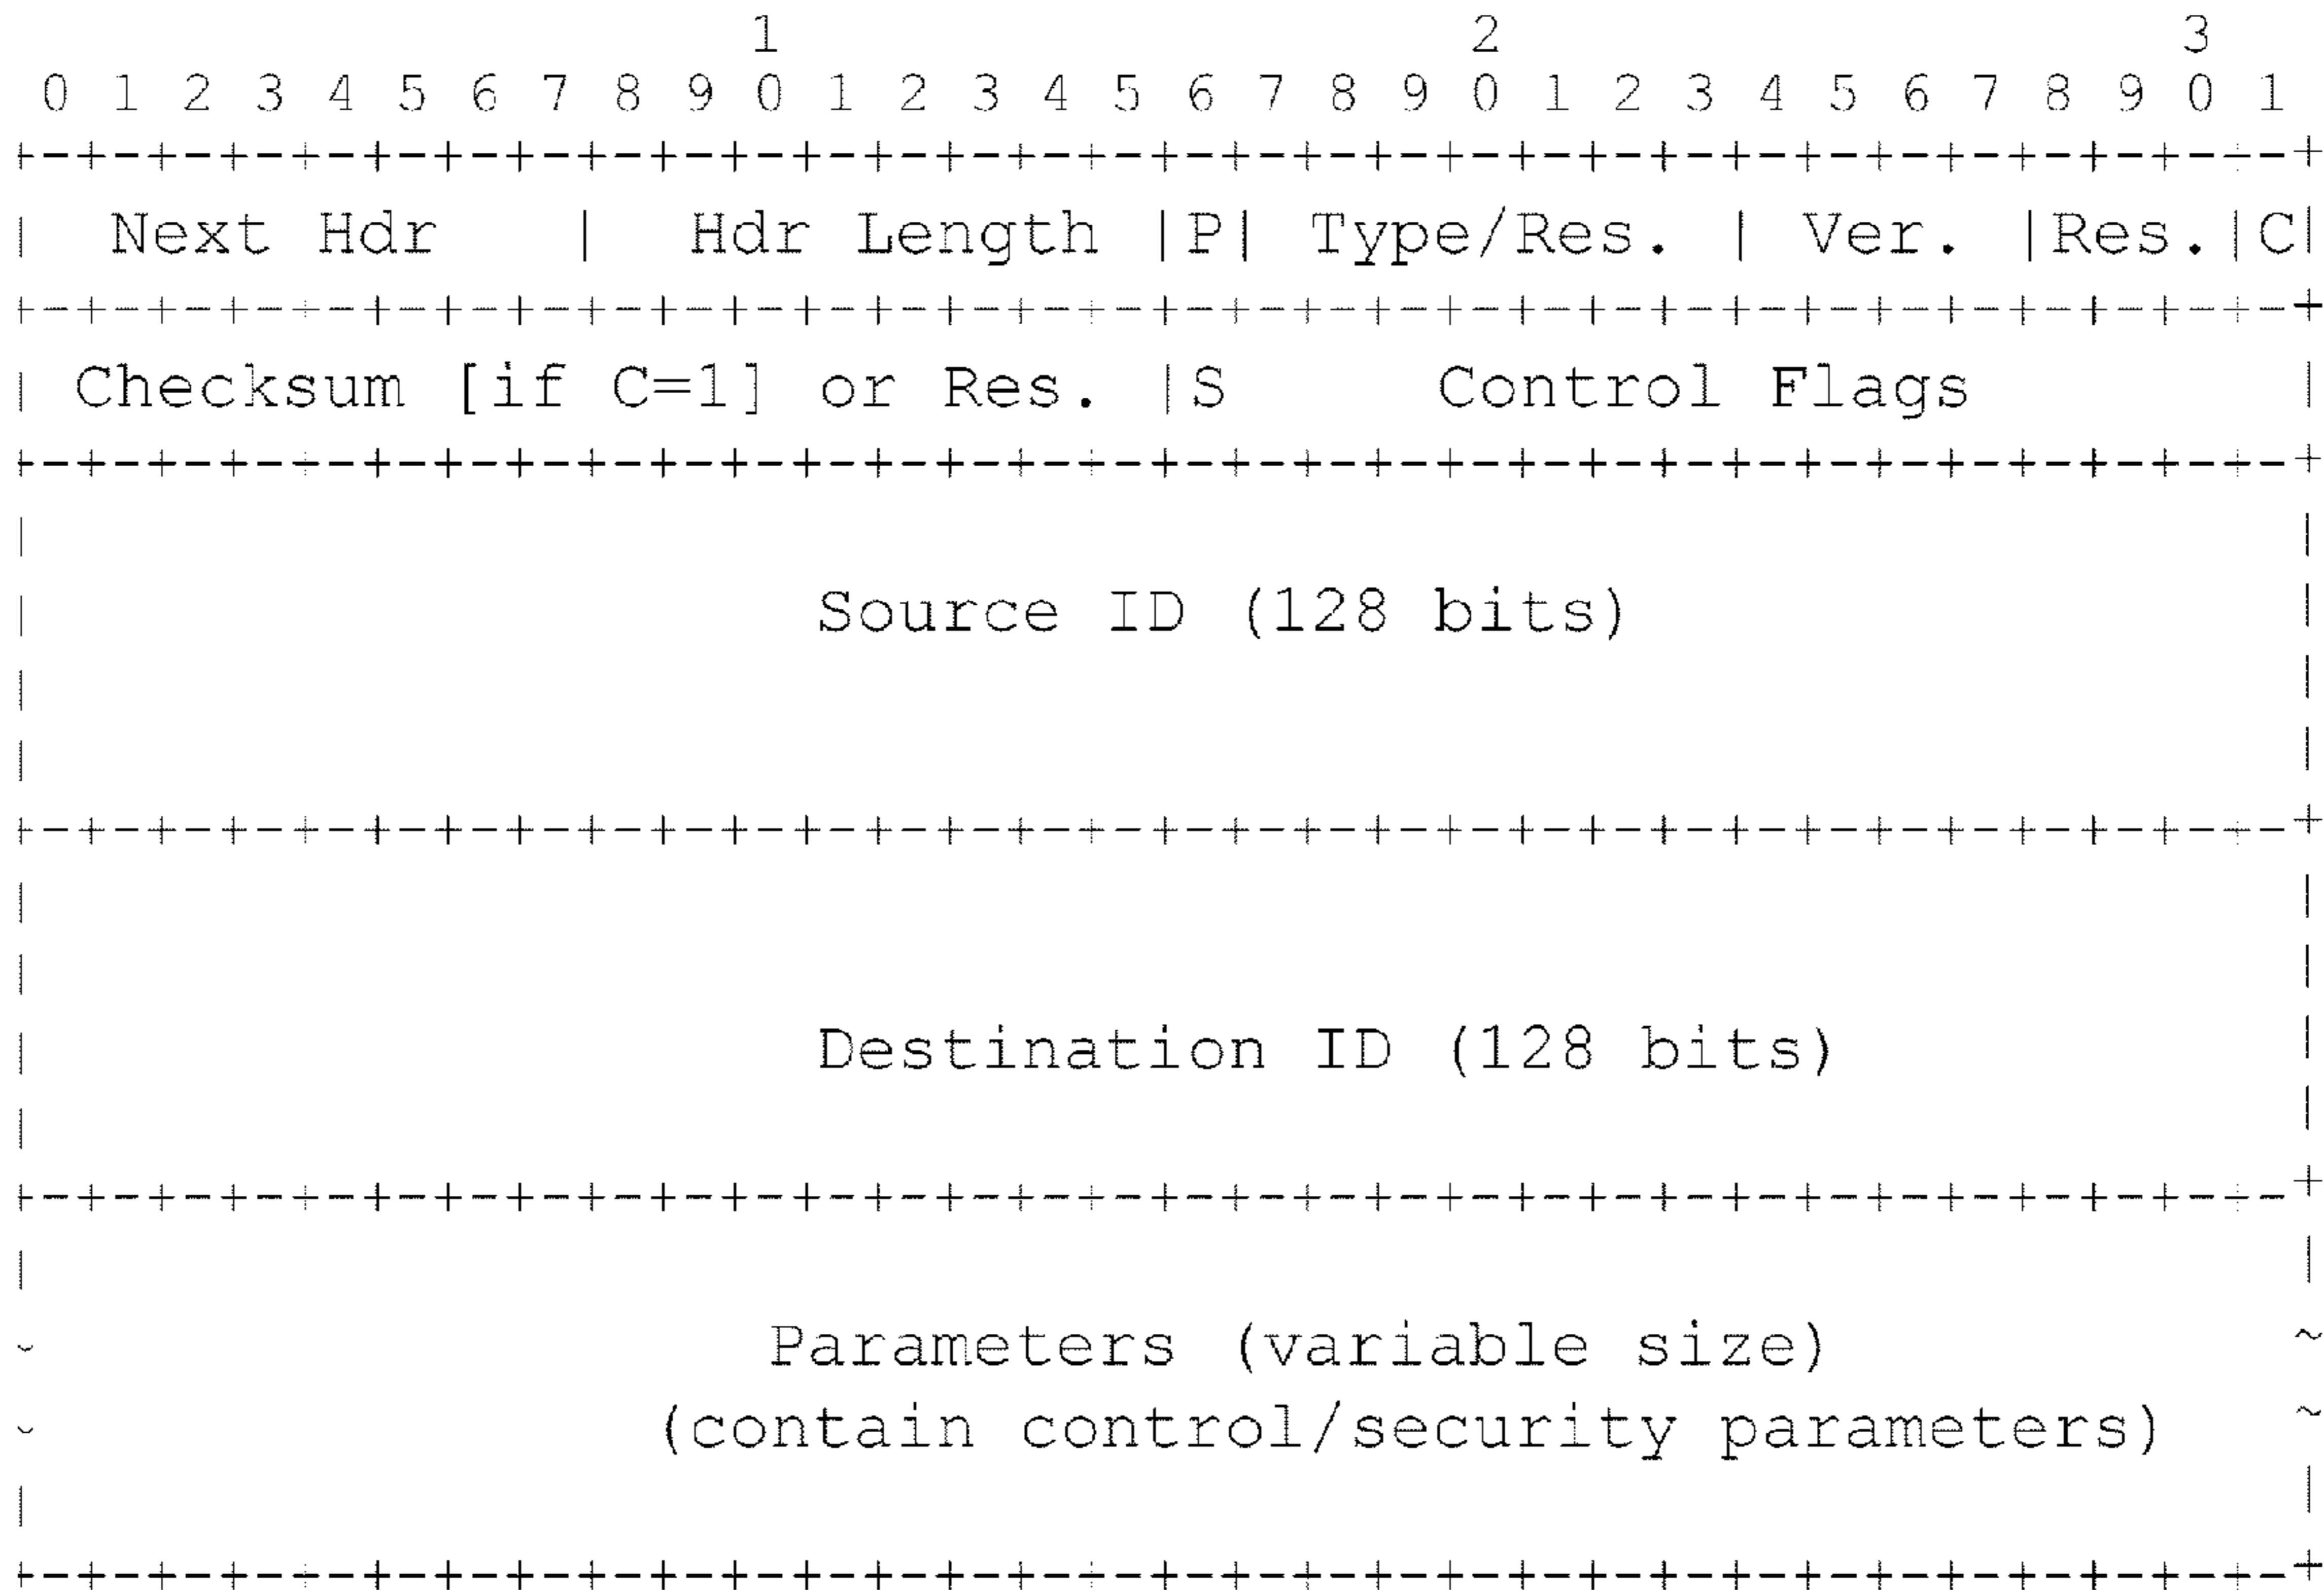 1 2 3
0 1 2 3 4 5 6 7 8 9 0 1 2 3 4 5 6 7 8 9 0 1 2 3 4 5 6 7 8 9 0 1
+-+-+-+-+-+-+-+-+-+-+-+-+-+-+-+-+-+-+-+-+-+-+-+-+-+-+-+-+-+-+-+-+
| Next Hdr | Hdr Length |P| Type/Res. | Ver. |Res.|C|
+-+-+-+-+-+-+-+-+-+-+-+-+-+-+-+-+-+-+-+-+-+-+-+-+-+-+-+-+-+-+-+-+
| Checksum [if C=1] or Res. |S Control Flags |
+-+-+-+-+-+-+-+-+-+-+-+-+-+-+-+-+-+-+-+-+-+-+-+-+-+-+-+-+-+-+-+-+
| |
| Source ID (128 bits) |
| |
| |
+-+-+-+-+-+-+-+-+-+-+-+-+-+-+-+-+-+-+-+-+-+-+-+-+-+-+-+-+-+-+-+-+
| |
| |
| Destination ID (128 bits) |
| |
+-+-+-+-+-+-+-+-+-+-+-+-+-+-+-+-+-+-+-+-+-+-+-+-+-+-+-+-+-+-+-+-+
| |
~ Parameters (variable size) ~
~ (contain control/security parameters) ~
| |
+-+-+-+-+-+-+-+-+-+-+-+-+-+-+-+-+-+-+-+-+-+-+-+-+-+-+-+-+-+-+-+-+